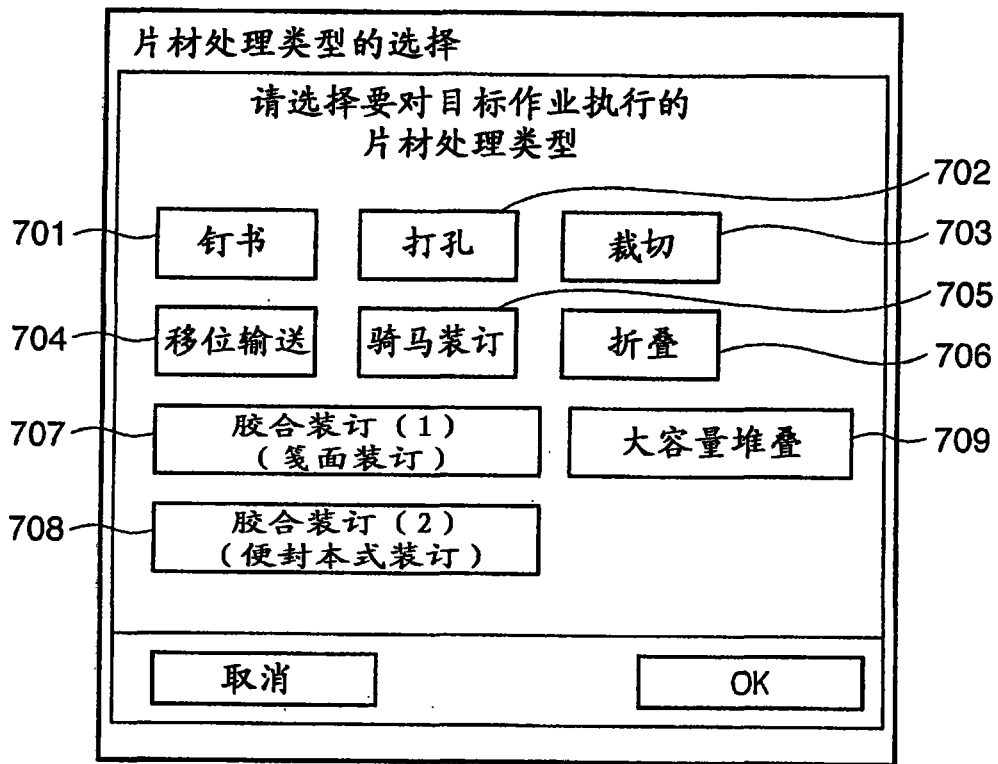 片材处理类型的选择
请选择要对目标作业执行的
片材处理类型
702
701
钉书
打孔
裁切
703
705
704
移位输送
骑马装订
折叠
706
707
胶合装订（1）
（笺面装订）
大容量堆叠
709
708
胶合装订（2）
（便封本式装订）
取消
OK